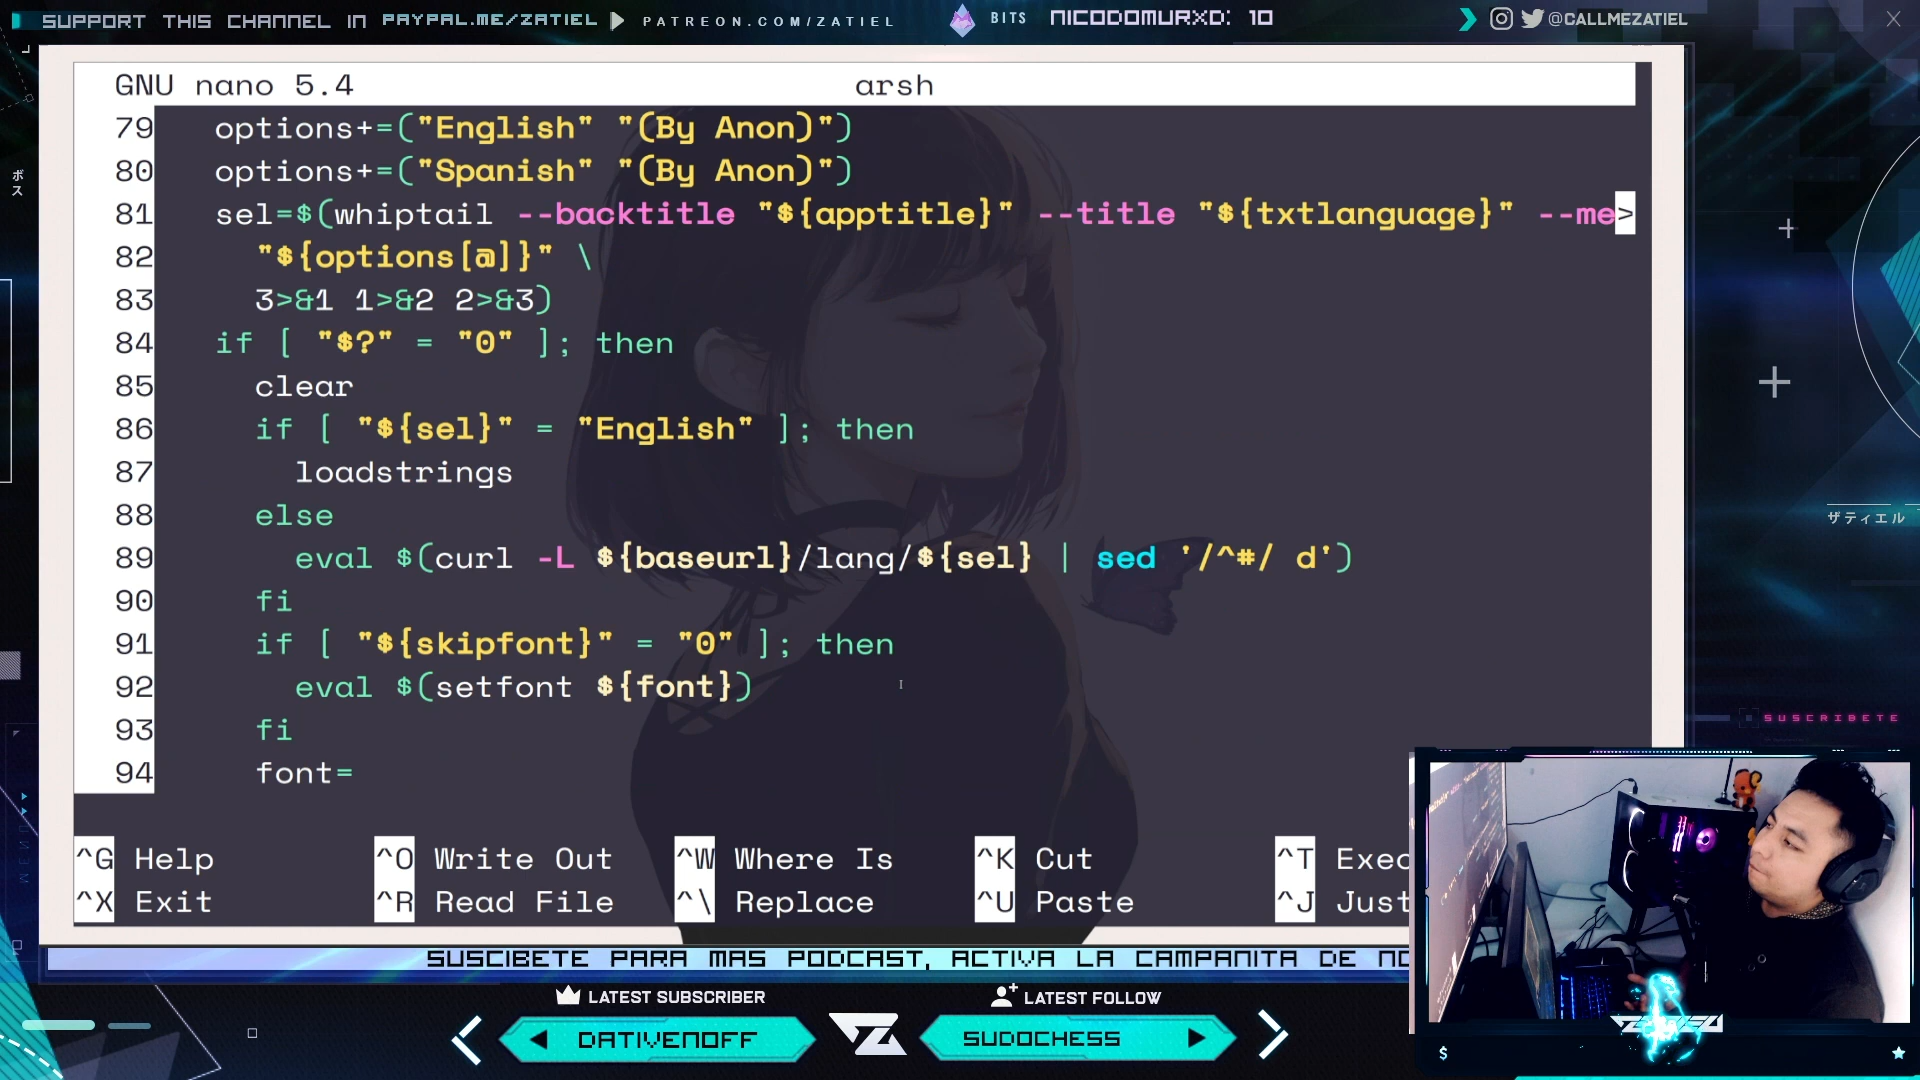 SUPPORT THIS CHANNEL IN PAYPAL.ME/ZATIEL PATREON.COM/ZATIEL BITS NICODOMURXD: 10 @CALLMEZATIEL
GNU nano 5.4 arsh
79 options+=("English" "(By Anon)")
80 options+=("Spanish" "(By Anon)")
81 sel=$(whiptail --backtitle "${apptitle}" --title "${txtlanguage}" --me>
82 "${options[@]}" \
83 3>&1 1>&2 2>&3)
84 if [ "$?" = "0" ]; then
85 clear
86 if [ "${sel}" = "English" ]; then
87 loadstrings
88 else
89 eval $(curl -L ${baseurl}/lang/${sel} | sed '/^#/ d')
90 fi
91 if [ "${skipfont}" = "0" ]; then
92 eval $(setfont ${font})
93 fi
94 font=
^G Help ^O Write Out ^W Where Is ^K Cut ^T Exec
^X Exit ^R Read File ^\ Replace ^U Paste ^J Just
ボス
ザティエル
SUSCRIBETE
SUSCIBETE PARA MAS PODCAST, ACTIVA LA CAMPANITA DE NO
LATEST SUBSCRIBER LATEST FOLLOW
DATIVENOFF SUDOCHESS
$